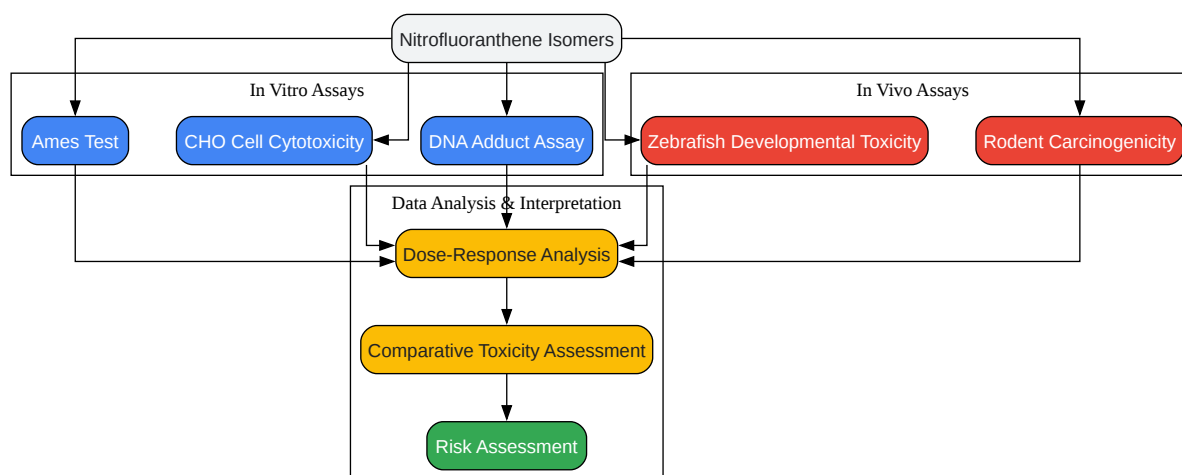 Nitrofluoranthene Isomers
In Vitro Assays
In Vivo Assays
Ames Test
CHO Cell Cytotoxicity
DNA Adduct Assay
Zebrafish Developmental Toxicity
Rodent Carcinogenicity
Data Analysis & Interpretation
Dose-Response Analysis
Comparative Toxicity Assessment
Risk Assessment